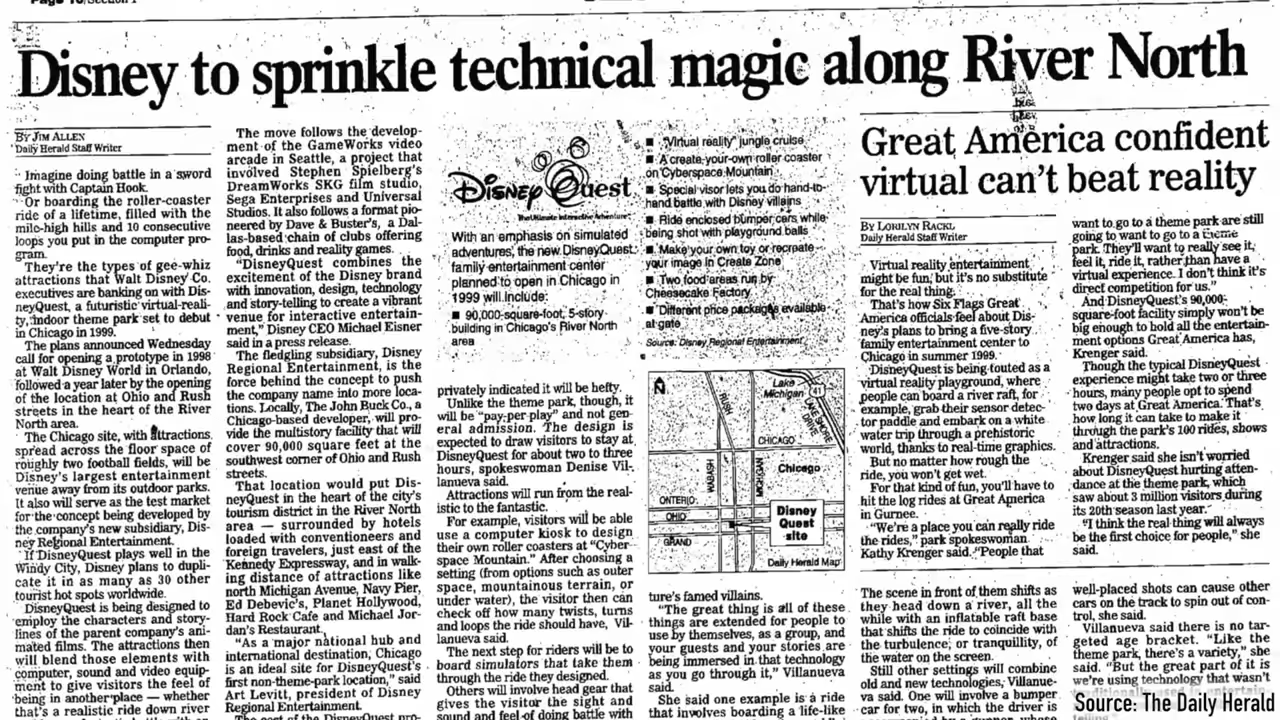 Page 10/Section 1
Disney to sprinkle technical magic along River North
BY JIM ALLEN
Daily Herald Staff Writer
Imagine doing battle in a sword
fight with Captain Hook.
Or boarding the roller-coaster
ride of a lifetime, filled with the
mile-high hills and 10 consecutive
loops you put in the computer pro-
gram.
They're the types of gee-whiz
attractions that Walt Disney Co.
executives are banking on with Dis-
neyQuest, a futuristic virtual-reali-
ty, indoor theme park set to debut
in Chicago in 1999.
The plans announced Wednesday
call for opening a prototype in 1998
at Walt Disney World in Orlando,
followed a year later by the opening
of the location at Ohio and Rush
streets in the heart of the River
North area.
The Chicago site, with attractions
spread across the floor space of
roughly two football fields, will be
Disney's largest entertainment
venue away from its outdoor parks.
It also will serve as the test market
for the concept being developed by
the company's new subsidiary, Dis-
ney Regional Entertainment.
If DisneyQuest plays well in the
Windy City, Disney plans to dupli-
cate it in as many as 30 other
tourist hot spots worldwide.
DisneyQuest is being designed to
employ the characters and story-
lines of the parent company's ani-
mated films. The attractions then
will blend those elements with
computer, sound and video equip-
ment to give visitors the feel of
being in another place — whether
that's a realistic ride down river
The move follows the develop-
ment of the GameWorks video
arcade in Seattle, a project that
involved Stephen Spielberg's
DreamWorks SKG film studio,
Sega Enterprises and Universal
Studios. It also follows a format pio-
neered by Dave & Buster's, a Dal-
las-based chain of clubs offering
food, drinks and reality games.
"DisneyQuest combines the
excitement of the Disney brand
with innovation, design, technology
and story-telling to create a vibrant
venue for interactive entertain-
ment," Disney CEO Michael Eisner
said in a press release.
The fledgling subsidiary, Disney
Regional Entertainment, is the
force behind the concept to push
the company name into more loca-
tions. Locally, The John Buck Co., a
Chicago-based developer, will pro-
vide the multistory facility that will
cover 90,000 square feet at the
southwest corner of Ohio and Rush
streets.
That location would put Dis-
neyQuest in the heart of the city's
tourism district in the River North
area — surrounded by hotels
loaded with conventioneers and
foreign travelers, just east of the
Kennedy Expressway, and in walk-
ing distance of attractions like
north Michigan Avenue, Navy Pier,
Ed Debevic's, Planet Hollywood,
Hard Rock Cafe and Michael Jor-
dan's Restaurant.
"As a major national hub and
international destination, Chicago
is an ideal site for DisneyQuest's
first non-theme-park location," said
Art Levitt, president of Disney
Regional Entertainment.
The cost of the DisneyQuest pro-
Disney Quest
The Ultimate Interactive Adventure
With an emphasis on simulated
adventures, the new DisneyQuest
family entertainment center
planned to open in Chicago in
1999 will include:
■ 90,000-square-foot, 5-story
building in Chicago's River North
area
■ "Virtual reality" jungle cruise
■ A create-your-own roller coaster
on Cyberspace Mountain
■ Special visor lets you do hand-to-
hand battle with Disney villains
■ Ride enclosed bumper cars while
being shot with playground balls
■ Make your own toy or recreate
your image in Create Zone
■ Two food areas run by
Cheesecake Factory
■ Different price packages available
at gate
Source: Disney Regional Entertainment
privately indicated it will be hefty.
Unlike the theme park, though, it
will be "pay-per-play" and not gen-
eral admission. The design is
expected to draw visitors to stay at
DisneyQuest for about two to three
hours, spokeswoman Denise Vil-
lanueva said.
Attractions will run from the real-
istic to the fantastic.
For example, visitors will be able
use a computer kiosk to design
their own roller coasters at "Cyber-
space Mountain." After choosing a
setting (from options such as outer
space, mountainous terrain, or
under water), the visitor then can
check off how many twists, turns
and loops the ride should have, Vil-
lanueva said.
The next step for riders will be to
board simulators that take them
through the ride they designed.
Others will involve head gear that
gives the visitor the sight and
sound and feel of doing battle with
N
Lake
Michigan
41
RUSH
LAKE SHORE DRIVE
CHICAGO
WABASH
MICHIGAN
Chicago
ONTERIO
OHIO
GRAND
Disney
Quest
site
Daily Herald Map
ture's famed villains.
"The great thing is all of these
things are extended for people to
use by themselves, as a group, and
your guests and your stories are
being immersed in that technology
as you go through it," Villanueva
said.
She said one example is a ride
that involves boarding a life-like
Great America confident
virtual can't beat reality
BY LORILYN RACKL
Daily Herald Staff Writer
Virtual reality entertainment
might be fun, but it's no substitute
for the real thing.
That's how Six Flags Great
America officials feel about Dis-
ney's plans to bring a five-story
family entertainment center to
Chicago in summer 1999.
DisneyQuest is being touted as a
virtual reality playground, where
people can board a river raft, for
example, grab their sensor detec-
tor paddle and embark on a white
water trip through a prehistoric
world, thanks to real-time graphics.
But no matter how rough the
ride, you won't get wet.
For that kind of fun, you'll have to
hit the log rides at Great America
in Gurnee.
"We're a place you can really ride
the rides," park spokeswoman
Kathy Krenger said. "People that
want to go to a theme park are still
going to want to go to a theme
park. They'll want to really see it,
feel it, ride it, rather than have a
virtual experience. I don't think it's
direct competition for us."
And DisneyQuest's 90,000-
square-foot facility simply won't be
big enough to hold all the entertain-
ment options Great America has,
Krenger said.
Though the typical DisneyQuest
experience might take two or three
hours, many people opt to spend
two days at Great America. That's
how long it can take to make it
through the park's 100 rides, shows
and attractions.
Krenger said she isn't worried
about DisneyQuest hurting atten-
dance at the theme park, which
saw about 3 million visitors during
its 20th season last year.
"I think the real thing will always
be the first choice for people," she
said.
The scene in front of them shifts as
they head down a river, all the
while with an inflatable raft base
that shifts the ride to coincide with
the turbulence, or tranquility, of
the water on the screen.
Still other settings will combine
old and new technologies, Villanue-
va said. One will involve a bumper
car for two, in which the driver is
well-placed shots can cause other
cars on the track to spin out of con-
trol, she said.
Villanueva said there is no tar-
geted age bracket. "Like the
theme park, there's a variety," she
said. "But the great part of it is
we're using technology that wasn't
Source: The Daily Herald